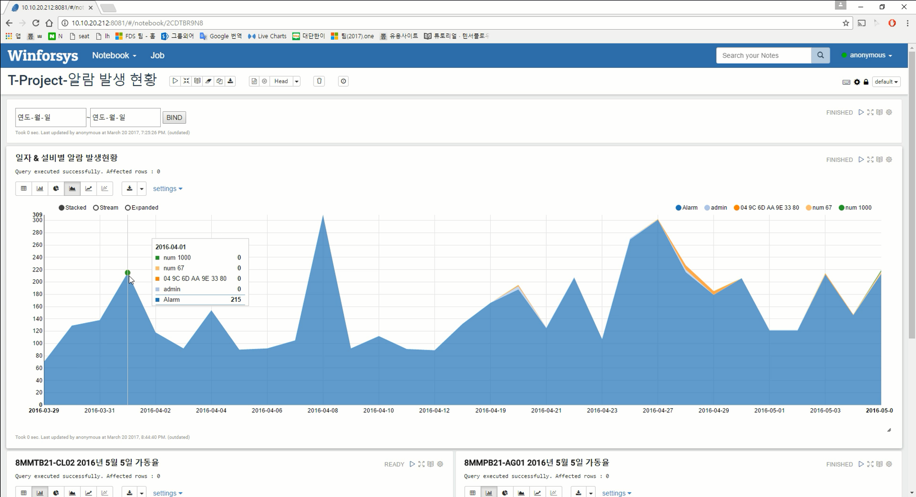 10.10.20.212:8081/#/no
10.10.20.212:8081/#/notebook/2CDTBR9N8
앱 w N seat lh FDS 팀 - 홈 그룹외어 Google 번역 Live Charts 더단한이 팀(2017).one 유용사이트 튜토리얼 - 민서블로
Winforsys Notebook Job Search your Notes anonymous
T-Project-알람 발생 현황 Head default
연도-월-일 ~ 연도-월-일 BIND FINISHED
Took 0 sec. Last updated by anonymous at March 20 2017, 7:25:26 PM. (outdated)
일자 & 설비별 알람 발생현황 FINISHED
Query executed successfully. Affected rows : 0
settings
Stacked Stream Expanded Alarm admin 04 9C 6D AA 9E 33 80 num 67 num 1000
309
280
260
240
220
200
180
160
140
120
100
80
60
40
20
0
2016-04-01
num 1000 0
num 67 0
04 9C 6D AA 9E 33 80 0
admin 0
Alarm 215
2016-03-29 2016-03-31 2016-04-02 2016-04-04 2016-04-06 2016-04-08 2016-04-10 2016-04-12 2016-04-19 2016-04-21 2016-04-23 2016-04-27 2016-04-29 2016-05-01 2016-05-03 2016-05-0
Took 0 sec. Last updated by anonymous at March 20 2017, 8:44:40 PM. (outdated)
8MMTB21-CL02 2016년 5월 5일 가동율 READY
Query executed successfully. Affected rows : 0
settings
8MMPB21-AG01 2016년 5월 5일 가동율 FINISHED
Query executed successfully. Affected rows : 0
settings